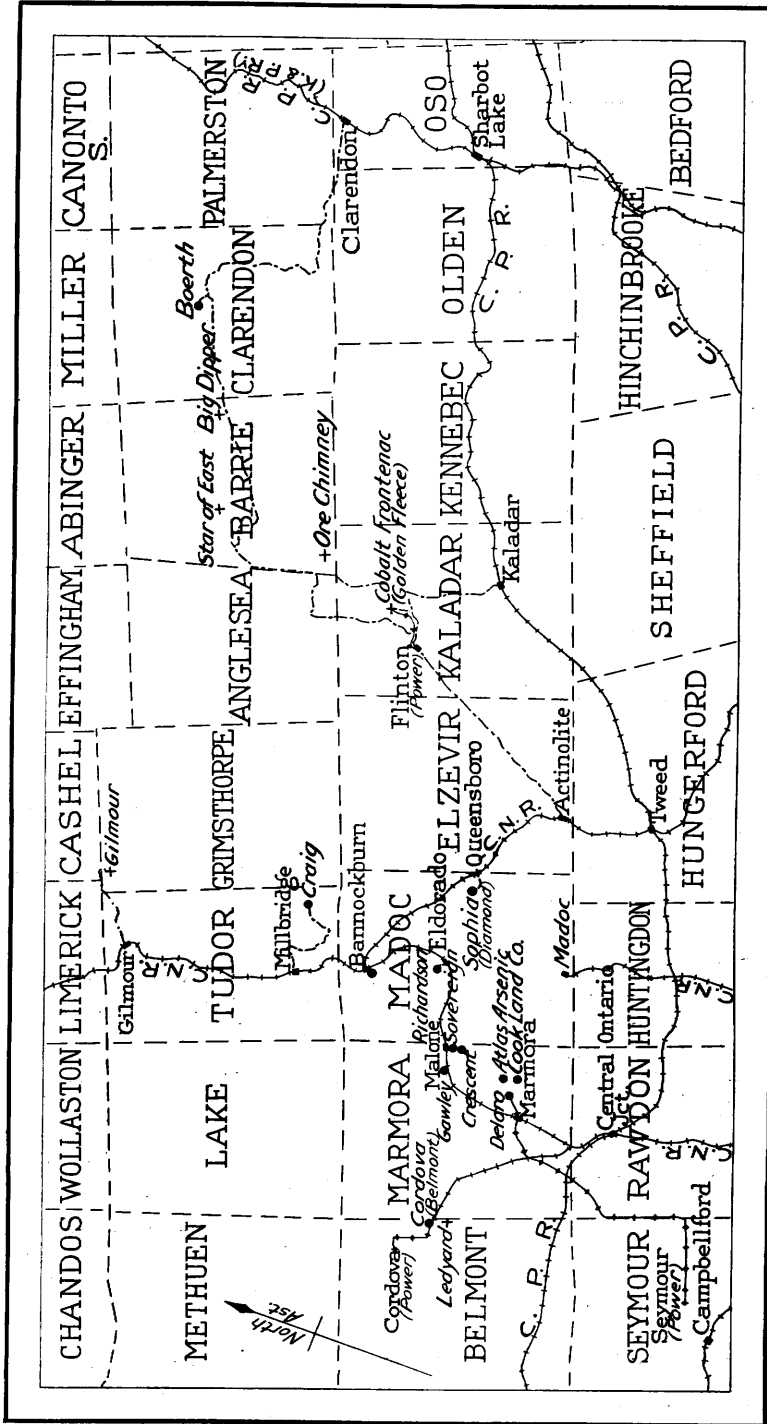 CHANDOS
WOLLASTON
LIMERICK
CASHEL
EFFINGHAM
ABINGER
MILLER
CANONTO
S.
METHUEN
LAKE
TUDOR
GRIMSTHORPE
ANGLESEA
BARRIE
CLARENDON
PALMERSTON
Gilmour
+Gilmour
C. N. R.
Millbridge
Craig
Star of East
Big Dipper
Boerth
+Ore Chimney
C. P. R.
(K. & P. R.)
Clarendon
North
Ast.
BELMONT
MARMORA
MADOC
ELZEVIR
KALADAR
KENNEBEC
OLDEN
OSO
Bannockburn
Cordova
(Power)
Cordova
(Belmont)
Ledyard+
Gawley
Malone
Richardson
Sovereign
Crescent
Eldorado
Deloro
Atlas Arsenic
Cook Land Co.
Marmora
Sophia
(Diamond)
Queensboro
C. N. R.
Flinton
(Power)
Cobalt Frontenac
(Golden Fleece)
Kaladar
Actinolite
Sharbot
Lake
C. P. R.
C. P. R.
SEYMOUR
Seymour
(Power)
Campbellford
RAWDON
Central Ontario
Jct.
C. N. R.
HUNTINGDON
Madoc
C. N. R.
HUNGERFORD
Tweed
SHEFFIELD
HINCHINBROOKE
C. P. R.
BEDFORD